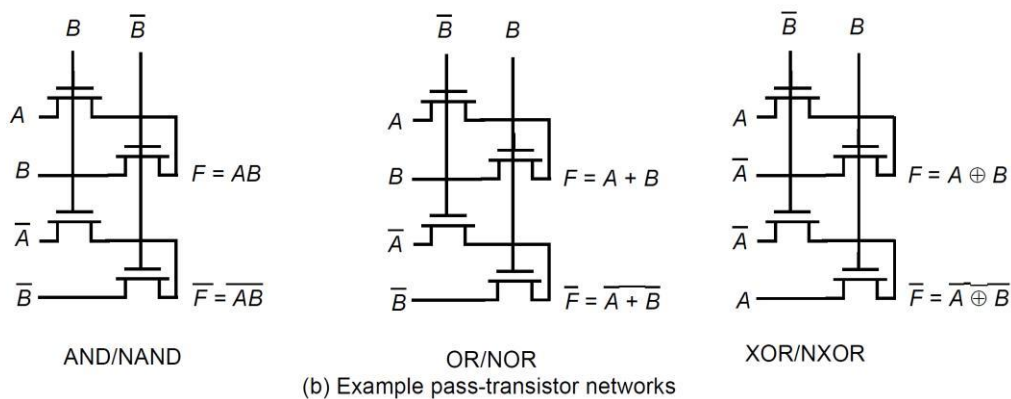 B B̅ B̅ B B̅ B
A A A
B F = AB B F = A + B A̅ F = A ⊕ B
A̅ A̅ A̅
B̅ F̅ = A̅B̅ B̅ F̅ = A̅ ̅+̅ ̅B̅ A F̅ = A̅ ̅⊕̅ ̅B̅
AND/NAND OR/NOR XOR/NXOR
(b) Example pass-transistor networks